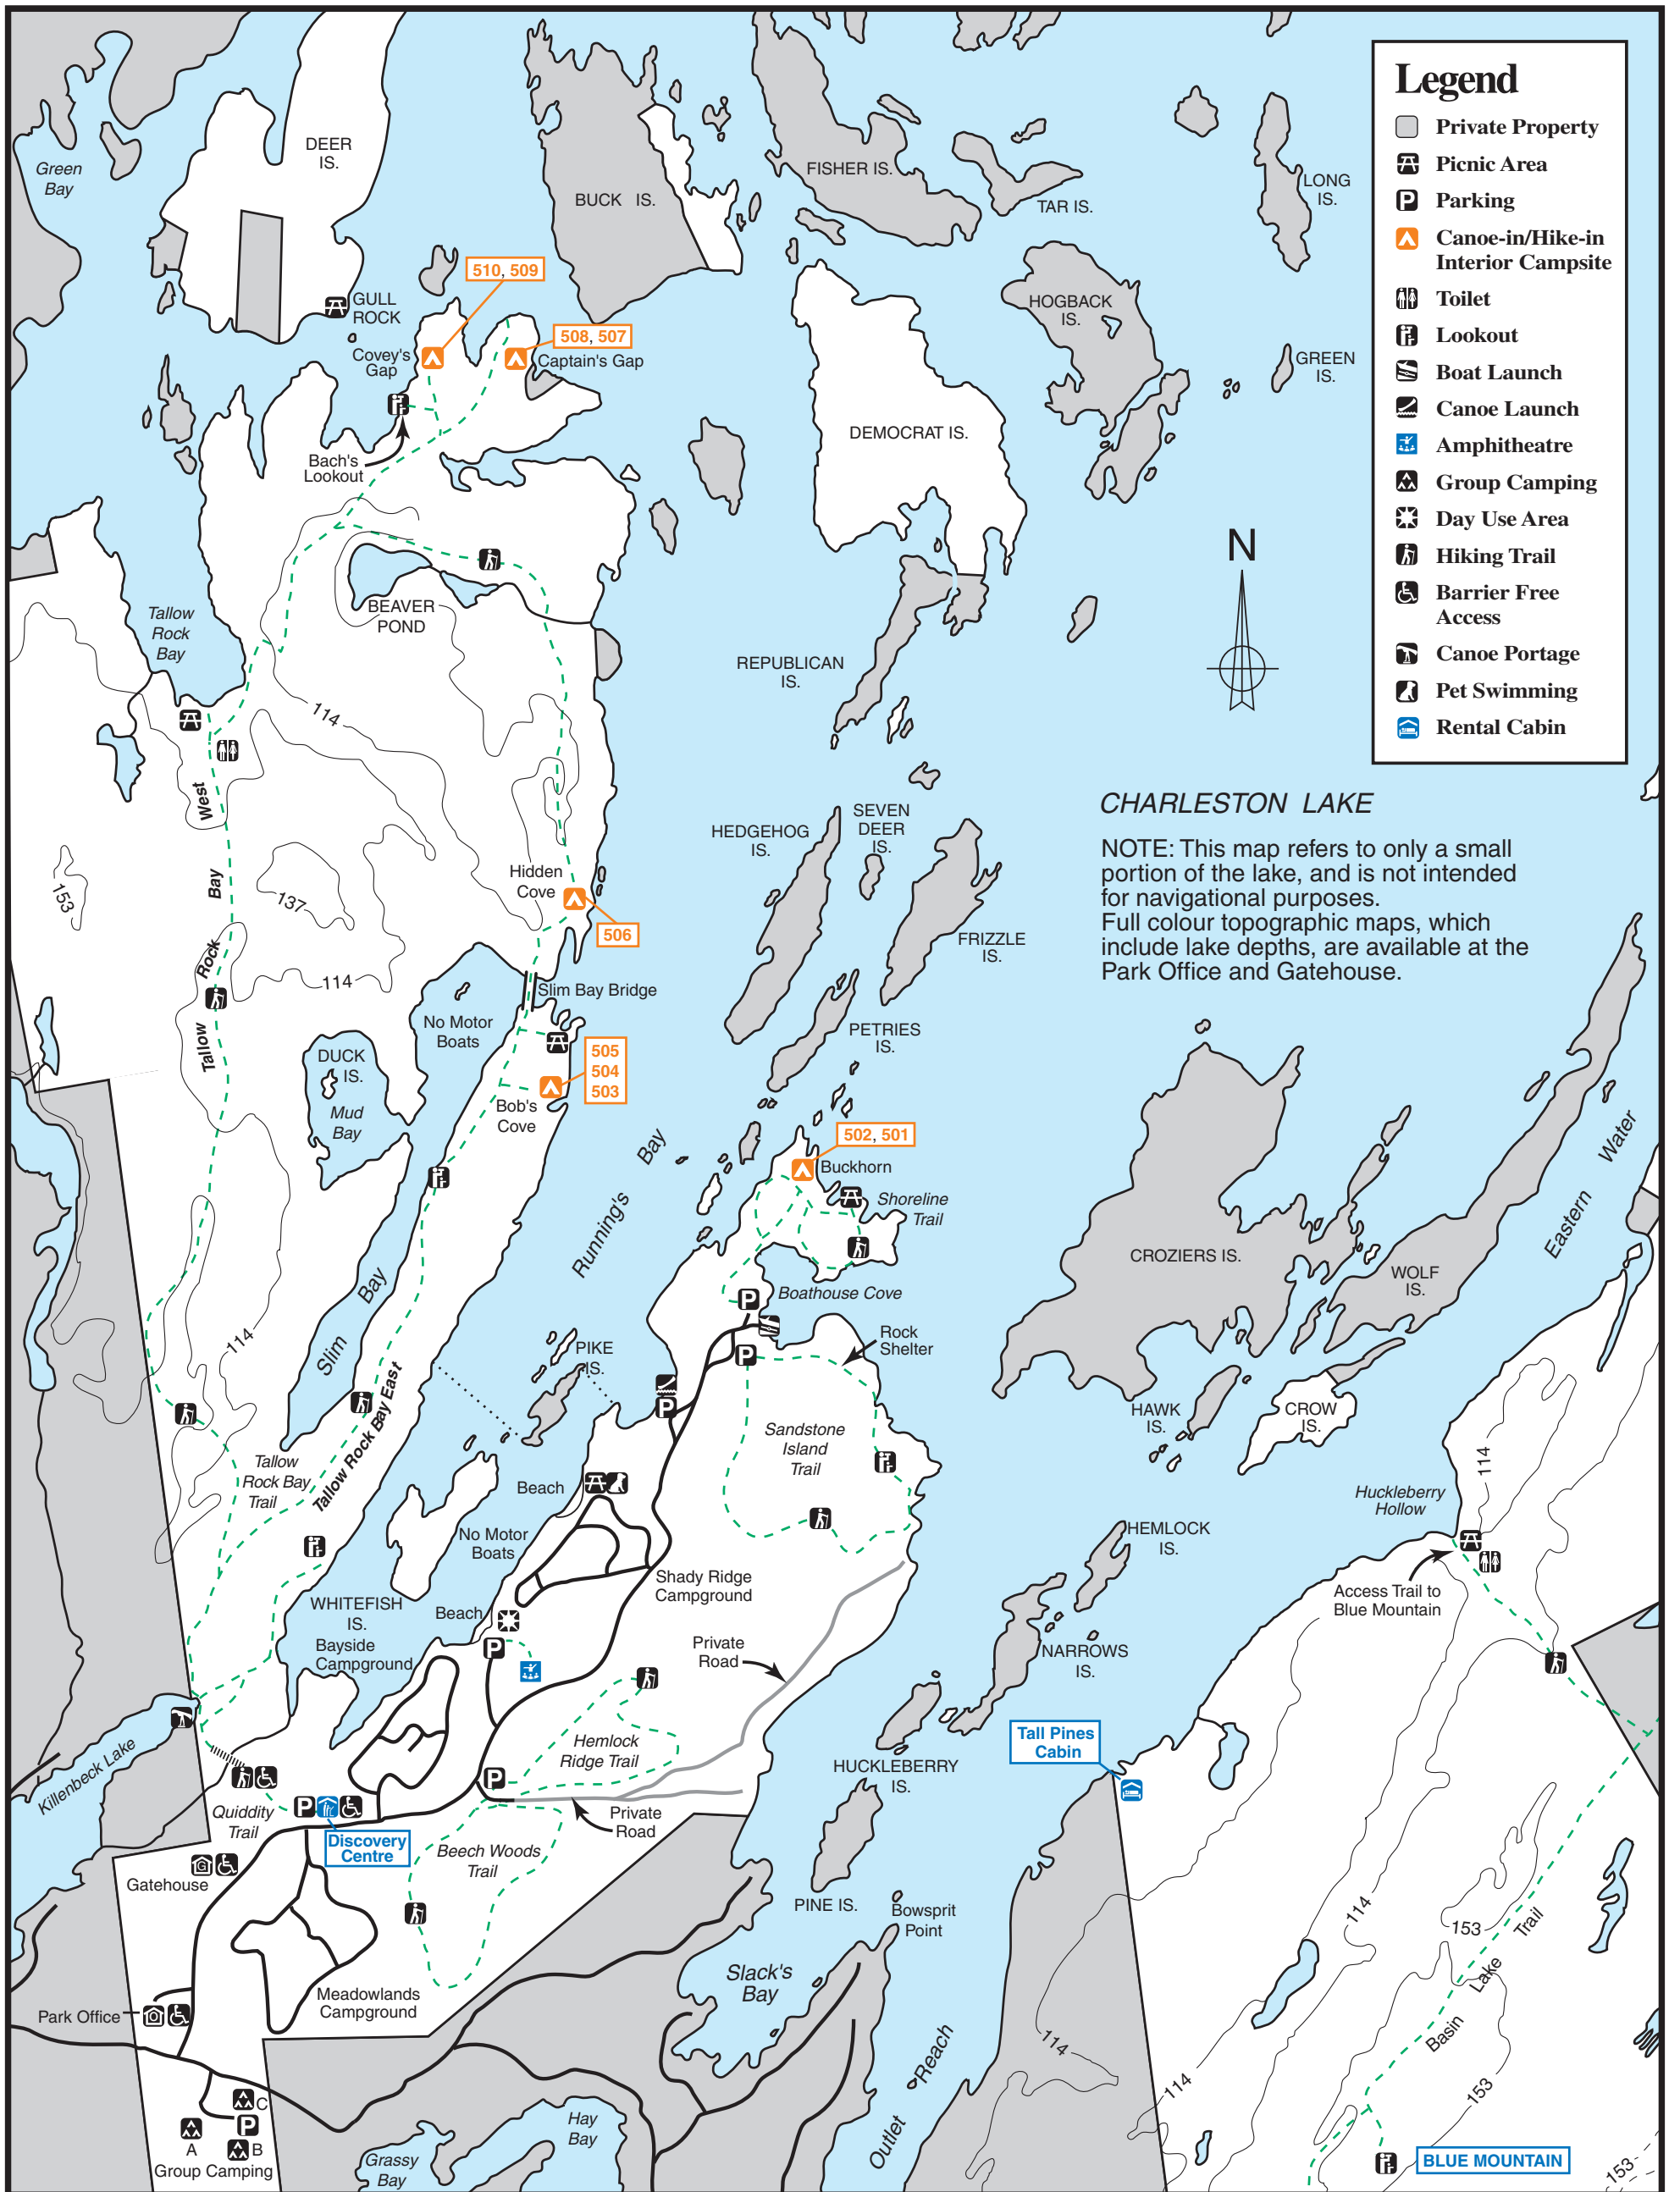 Legend
Private Property
Picnic Area
P
Parking
Canoe-in/Hike-in
Interior Campsite
Toilet
Lookout
Boat Launch
Canoe Launch
Amphitheatre
Group Camping
Day Use Area
Hiking Trail
Barrier Free
Access
Canoe Portage
Pet Swimming
Rental Cabin
Green
Bay
DEER
IS.
BUCK IS.
FISHER IS.
TAR IS.
LONG
IS.
510, 509
GULL
ROCK
508, 507
Covey's
Gap
Captain's Gap
HOGBACK
IS.
GREEN
IS.
Bach's
Lookout
DEMOCRAT IS.
N
Tallow
Rock
Bay
BEAVER
POND
REPUBLICAN
IS.
114
West
Bay
Rock
Tallow
153
137
114
Hidden
Cove
506
HEDGEHOG
IS.
SEVEN
DEER
IS.
FRIZZLE
IS.
CHARLESTON LAKE
NOTE: This map refers to only a small
portion of the lake, and is not intended
for navigational purposes.
Full colour topographic maps, which
include lake depths, are available at the
Park Office and Gatehouse.
Slim Bay Bridge
No Motor
Boats
PETRIES
IS.
DUCK
IS.
Mud
Bay
505
504
503
Bob's
Cove
502, 501
Buckhorn
Shoreline
Trail
Running's
Bay
Eastern
Water
CROZIERS IS.
WOLF
IS.
P
Boathouse Cove
114
Slim
Bay
PIKE
IS.
P
Rock
Shelter
P
HAWK
IS.
CROW
IS.
Sandstone
Island
Trail
Tallow
Rock Bay
Trail
Tallow Rock Bay East
Beach
114
Huckleberry
Hollow
No Motor
Boats
HEMLOCK
IS.
Shady Ridge
Campground
Access Trail to
Blue Mountain
WHITEFISH
IS.
Beach
Bayside
Campground
P
Private
Road
NARROWS
IS.
Killenbeck Lake
Hemlock
Ridge Trail
Tall Pines
Cabin
HUCKLEBERRY
IS.
P
Quiddity
Trail
P
Private
Road
Discovery
Centre
Beech Woods
Trail
G
Gatehouse
PINE IS.
Bowsprit
Point
114
153
Basin
Lake
Trail
Slack's
Bay
Meadowlands
Campground
Park Office
O
114
114
153
Outlet
Reach
C
P
A
B
Group Camping
Hay
Bay
Grassy
Bay
BLUE MOUNTAIN
153